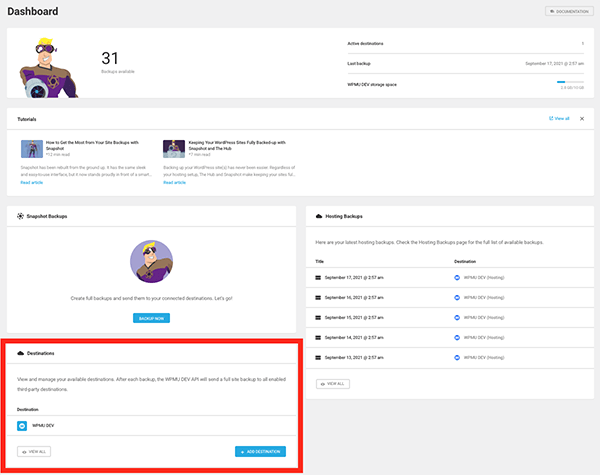 Dashboard
DOCUMENTATION
31
Backups available
Active destinations
Last backup
September 17, 2021 @ 2:57 am
WPMU DEV storage space
Tutorials
View all
How to Get the Most from Your Site Backups with
Snapshot
*12 min read
Snapshot has been rebuilt from the ground up. It has the same sleek
and easy-to-use interface, but it now stands proudly in front of a smart...
Read article
Keeping Your WordPress Sites Fully Backed-up with
Snapshot and The Hub
*7 min read
Backing up your WordPress site(s) has never been easier. Regardless of
your hosting setup, The Hub and Snapshot make keeping your sites ful...
Read article
Snapshot Backups
Create full backups and send them to your connected destinations. Let's go!
BACKUP NOW
Hosting Backups
Here are your latest hosting backups. Check the Hosting Backups page for the full list of available backups.
Title
Destination
September 17, 2021 @ 2:57 am
WPMU DEV (Hosting)
September 16, 2021 @ 2:57 am
WPMU DEV (Hosting)
September 15, 2021 @ 2:57 am
WPMU DEV (Hosting)
September 14, 2021 @ 2:57 am
WPMU DEV (Hosting)
September 13, 2021 @ 2:57 am
WPMU DEV (Hosting)
VIEW ALL
Destinations
View and manage your available destinations. After each backup, the WPMU DEV API will send a full site backup to all enabled
third-party destinations.
Destination
WPMU DEV
VIEW ALL
+ ADD DESTINATION